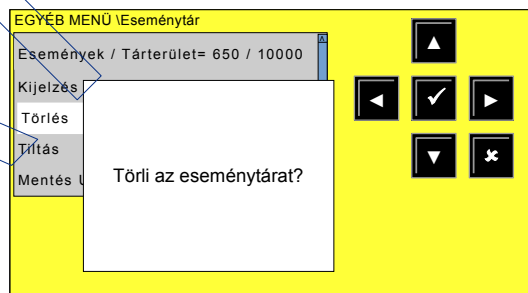 EGYÉB MENÜ \Eseménytár
Események / Tárterület= 650 / 10000
Kijelzés
Törlés
Tiltás
Mentés
Törli az eseménytárat?